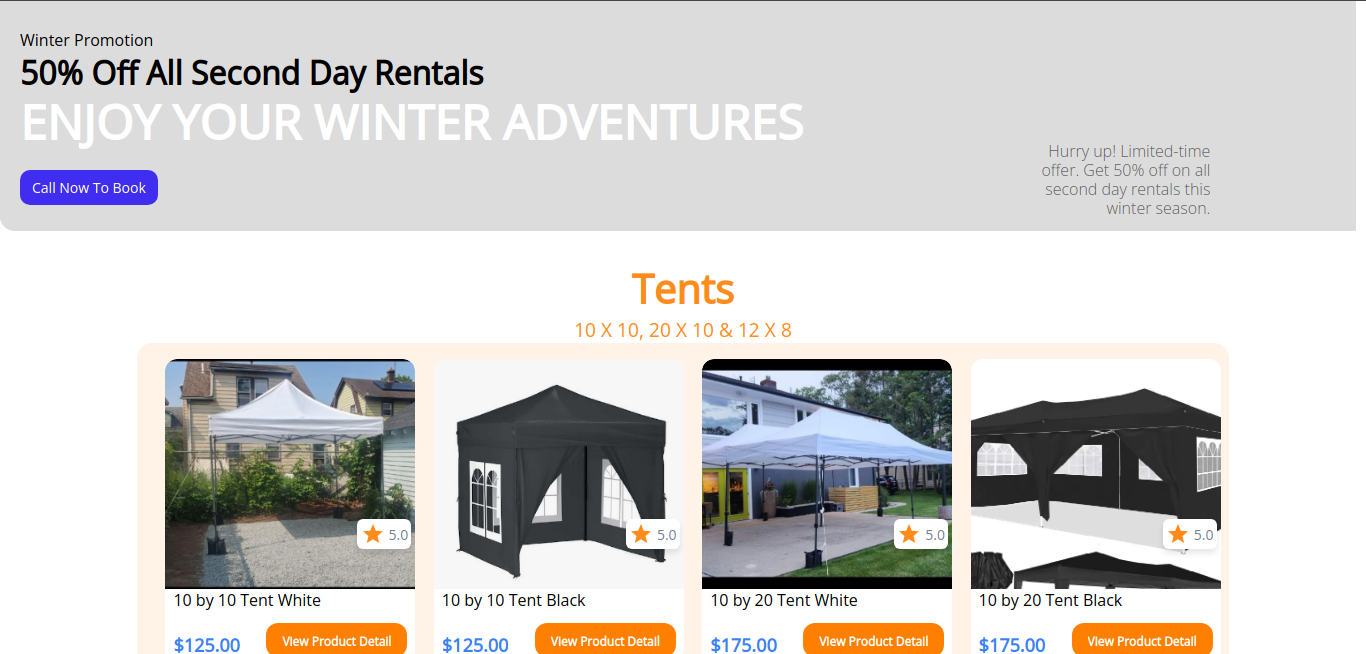 Winter Promotion
50% Off All Second Day Rentals
ENJOY YOUR WINTER ADVENTURES
Call Now To Book
Hurry up! Limited-time
offer. Get 50% off on all
second day rentals this
winter season.
Tents
10 X 10, 20 X 10 & 12 X 8
5.0
5.0
5.0
5.0
10 by 10 Tent White
10 by 10 Tent Black
10 by 20 Tent White
10 by 20 Tent Black
$125.00
View Product Detail
$125.00
View Product Detail
$175.00
View Product Detail
$175.00
View Product Detail